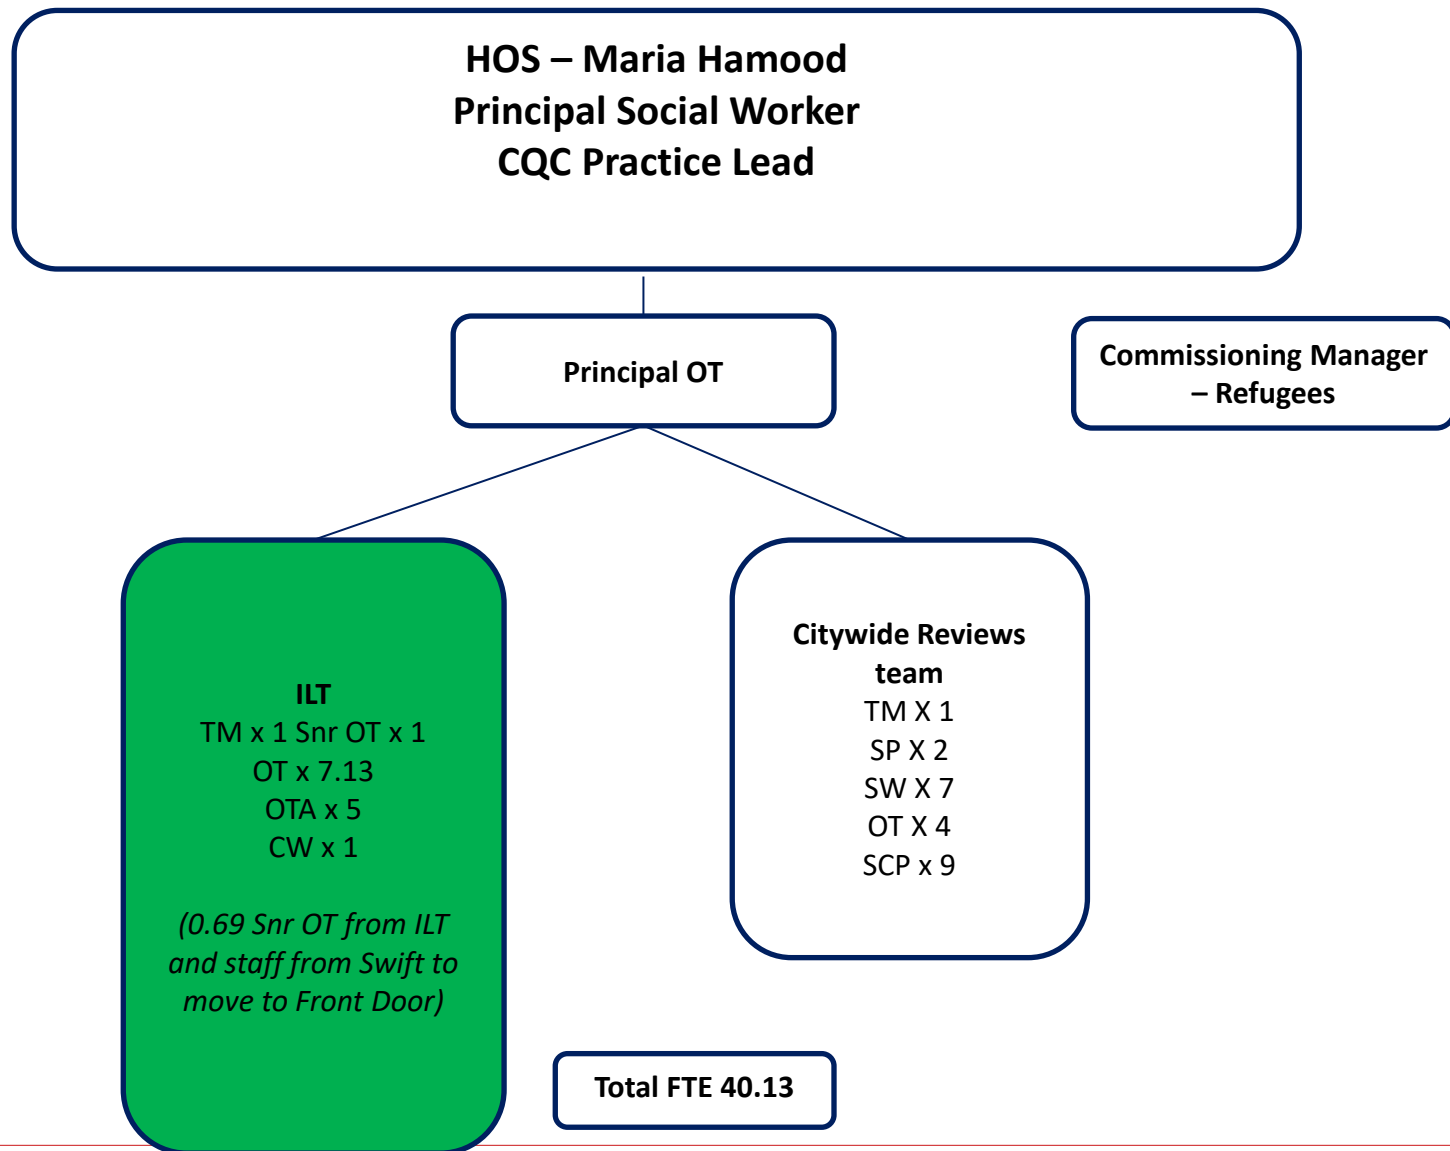 HOS – Maria Hamood
Principal Social Worker
CQC Practice Lead
Principal OT
Commissioning Manager
– Refugees
ILT
TM x 1 Snr OT x 1
OT x 7.13
OTA x 5
CW x 1
(0.69 Snr OT from ILT
and staff from Swift to
move to Front Door)
Citywide Reviews
team
TM X 1
SP X 2
SW X 7
OT X 4
SCP x 9
Total FTE 40.13